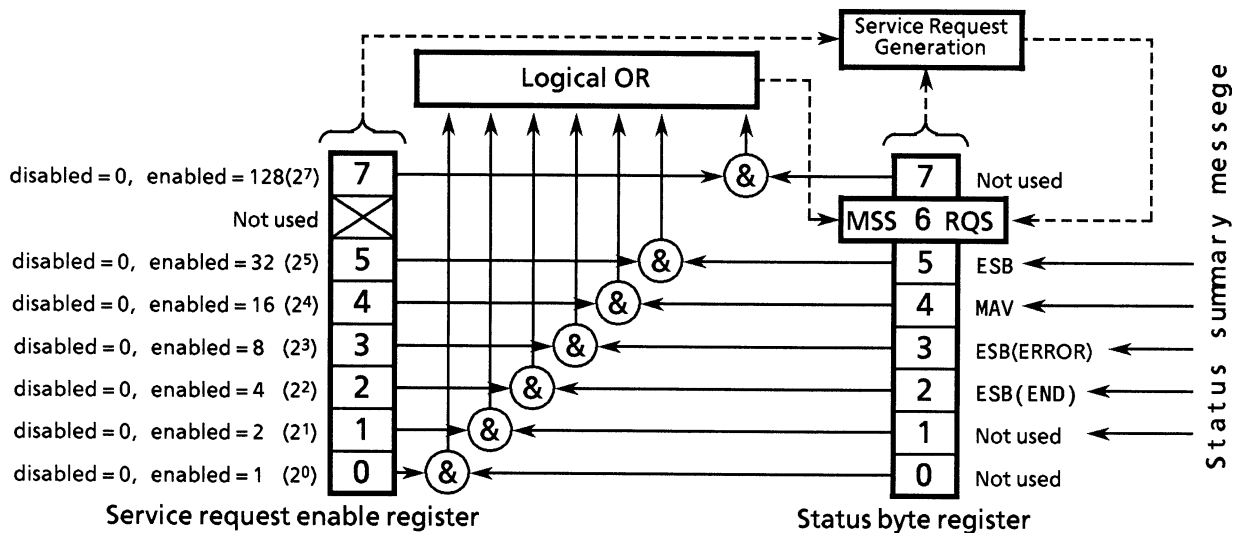 Service Request
Generation
Logical OR
disabled = 0, enabled = 128(2⁷)
7
&
7
Not used
Not used
MSS 6 RQS
disabled = 0, enabled = 32 (2⁵)
5
&
5
ESB
disabled = 0, enabled = 16 (2⁴)
4
&
4
MAV
disabled = 0, enabled = 8 (2³)
3
&
3
ESB(ERROR)
disabled = 0, enabled = 4 (2²)
2
&
2
ESB(END)
disabled = 0, enabled = 2 (2¹)
1
&
1
Not used
disabled = 0, enabled = 1 (2⁰)
0
&
0
Not used
Service request enable register
Status byte register
Status summary messege